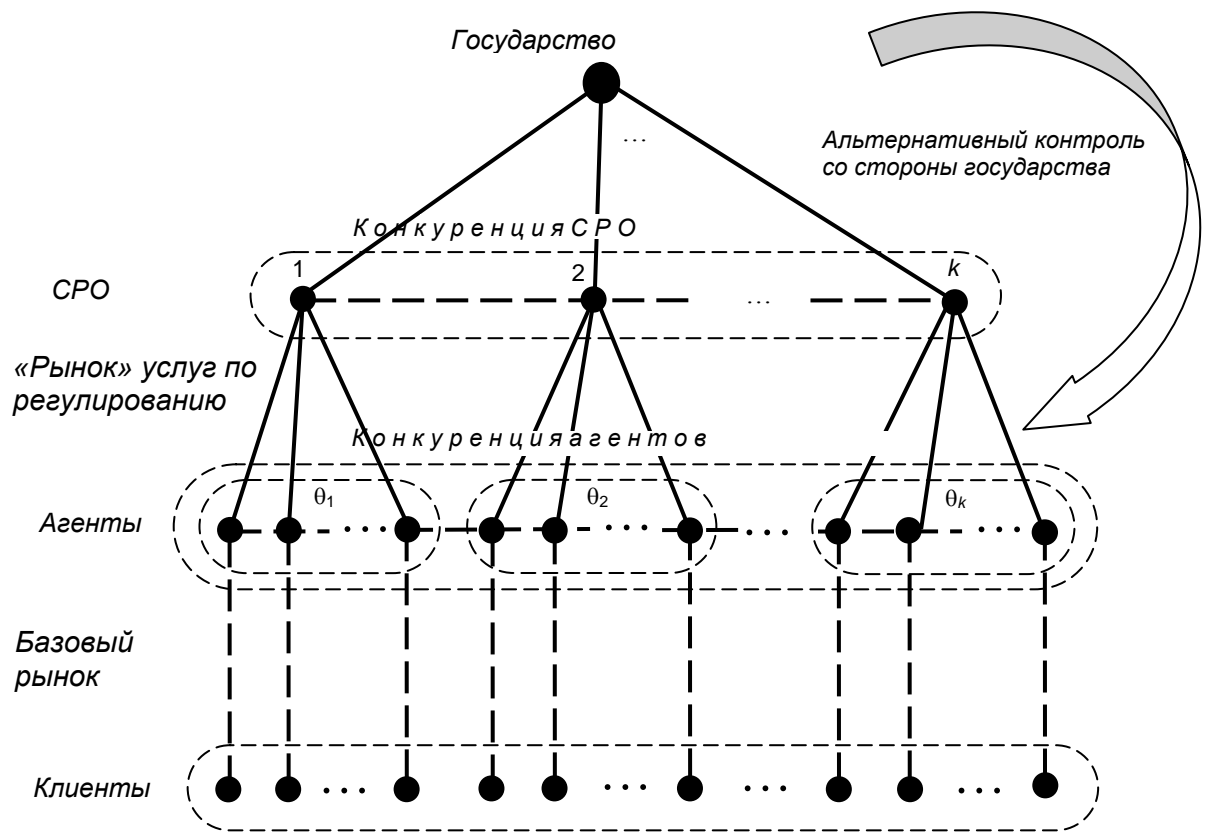 Государство
...
Альтернативный контроль
со стороны государства
Конкуренция СРО
1
2
k
СРО
...
«Рынок» услуг по
регулированию
Конкуренция агентов
θ1
θ2
θk
Агенты
...
...
...
...
Базовый
рынок
Клиенты
...
...
...
...